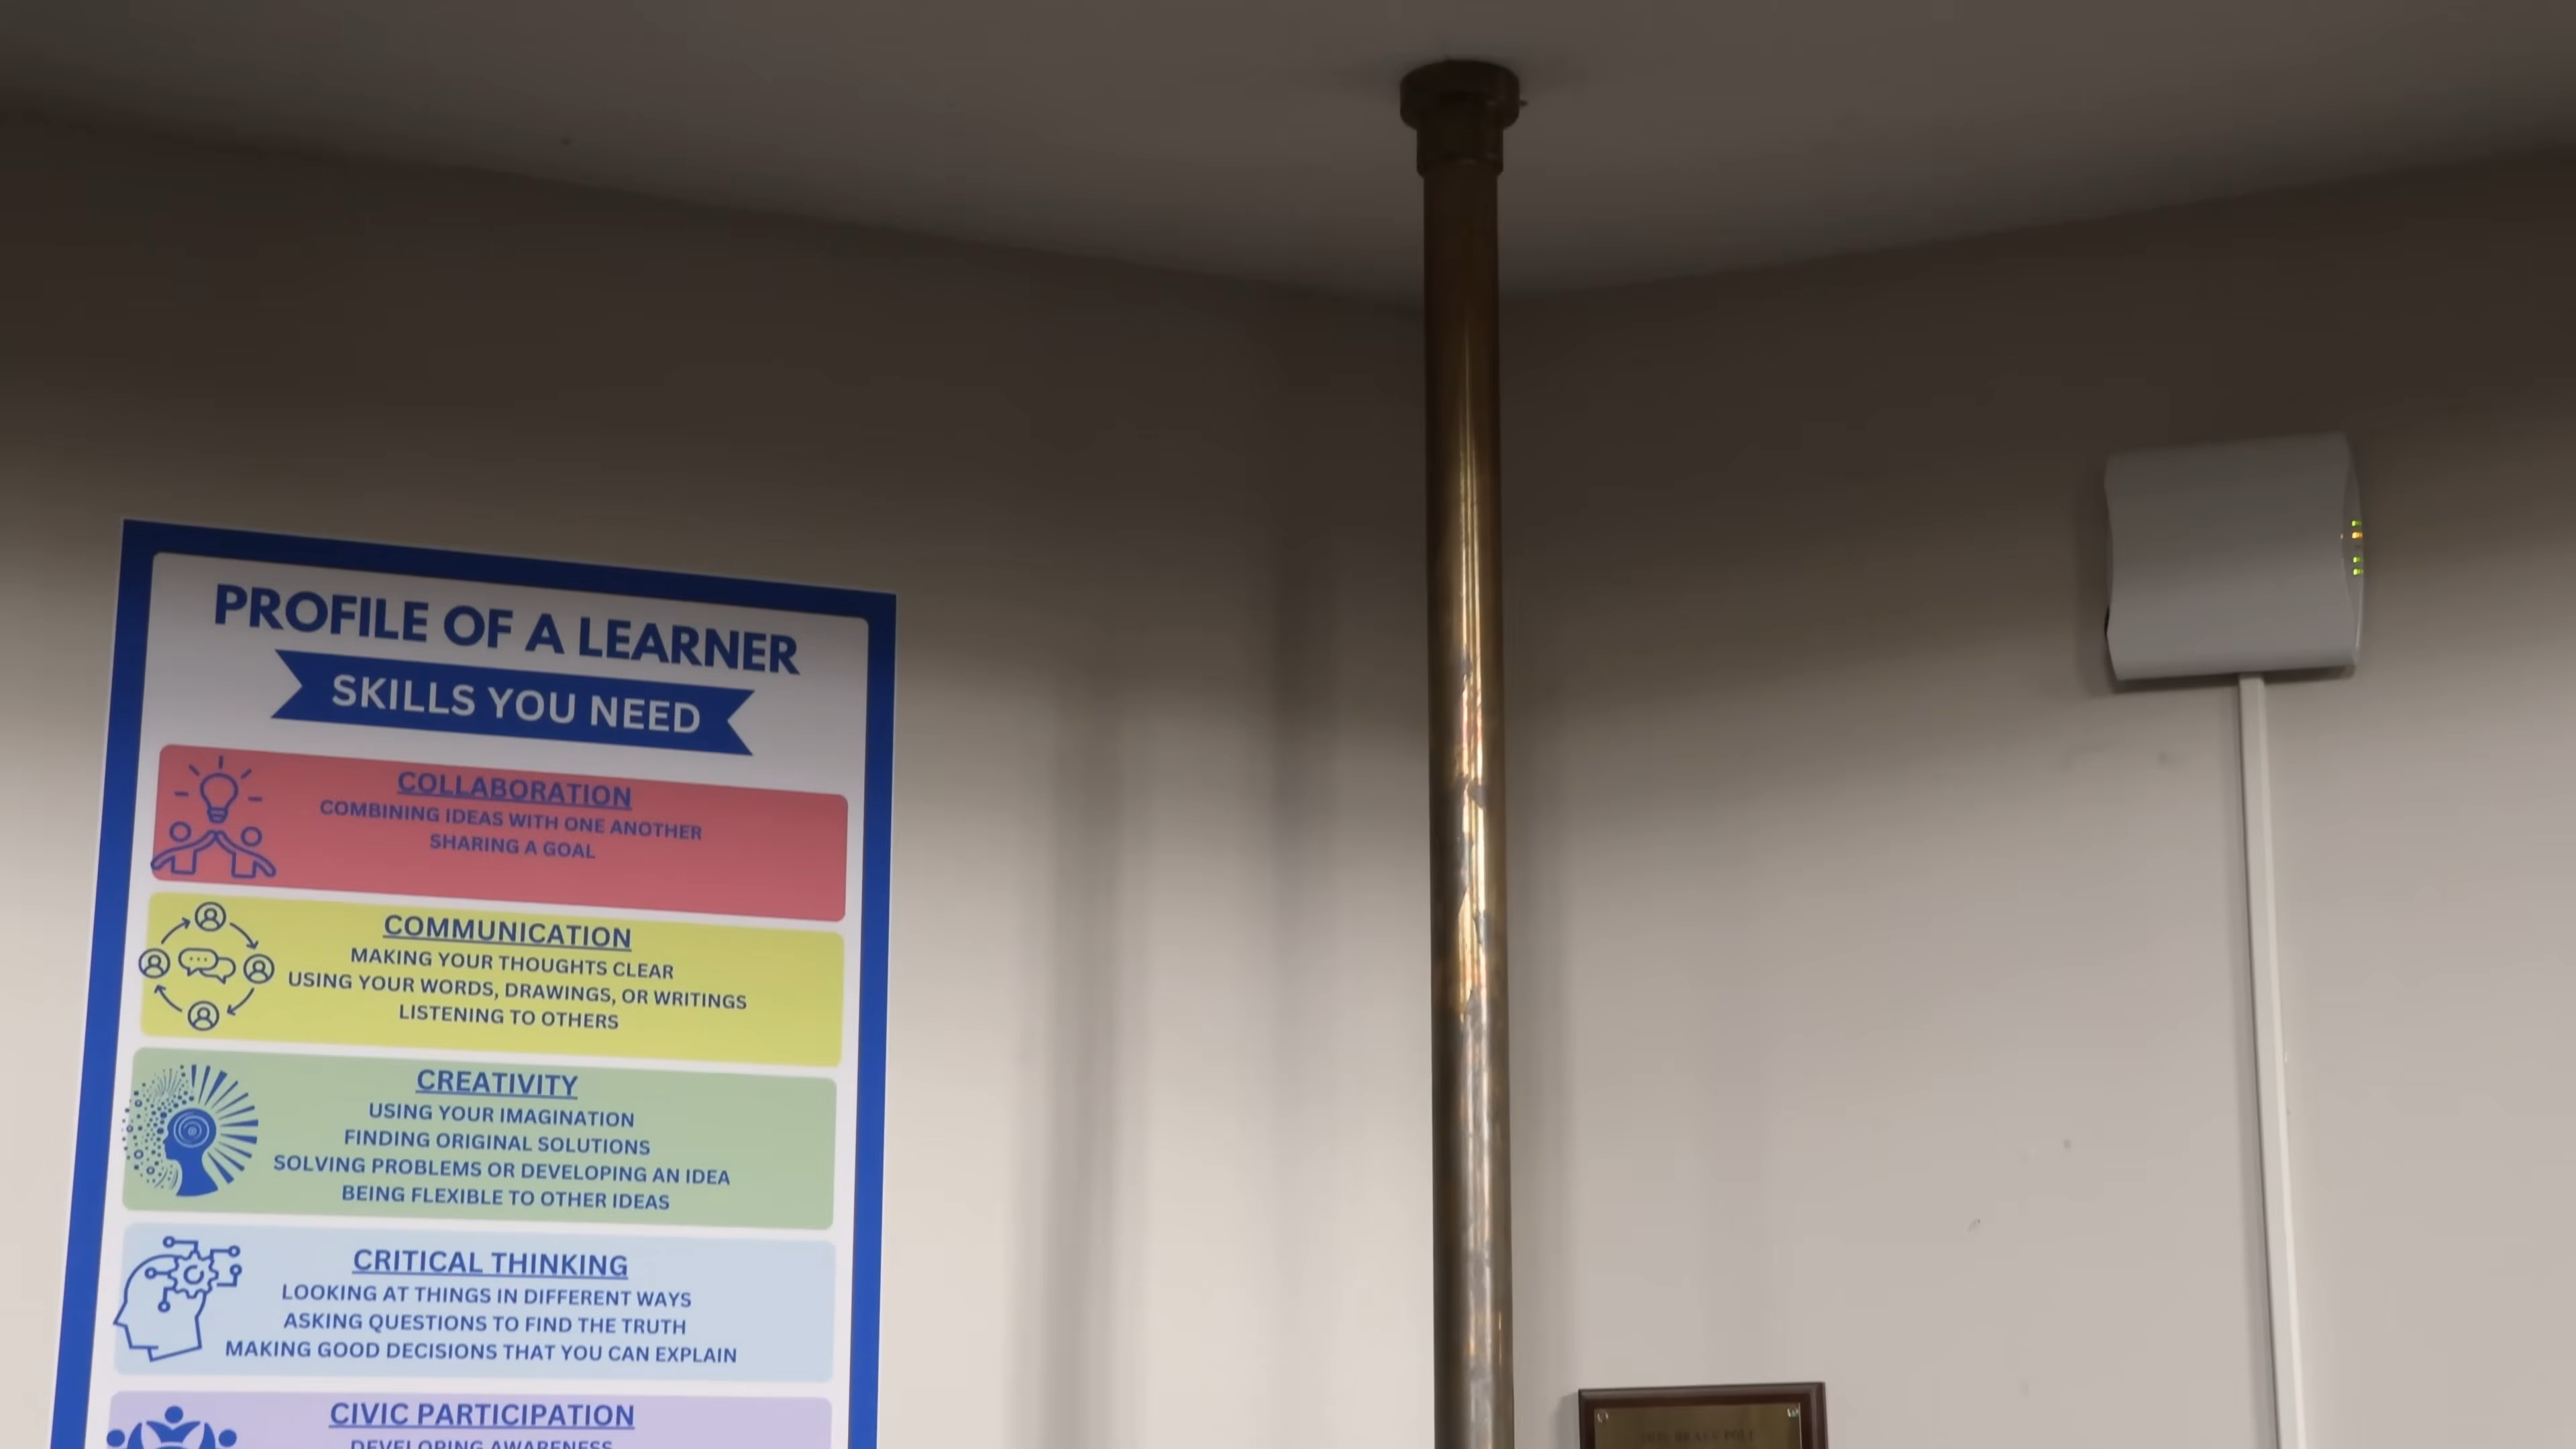 PROFILE OF A LEARNER
SKILLS YOU NEED
COLLABORATION
COMBINING IDEAS WITH ONE ANOTHER
SHARING A GOAL
COMMUNICATION
MAKING YOUR THOUGHTS CLEAR
USING YOUR WORDS, DRAWINGS, OR WRITINGS
LISTENING TO OTHERS
CREATIVITY
USING YOUR IMAGINATION
FINDING ORIGINAL SOLUTIONS
SOLVING PROBLEMS OR DEVELOPING AN IDEA
BEING FLEXIBLE TO OTHER IDEAS
CRITICAL THINKING
LOOKING AT THINGS IN DIFFERENT WAYS
ASKING QUESTIONS TO FIND THE TRUTH
MAKING GOOD DECISIONS THAT YOU CAN EXPLAIN
CIVIC PARTICIPATION
DEVELOPING AWARENESS